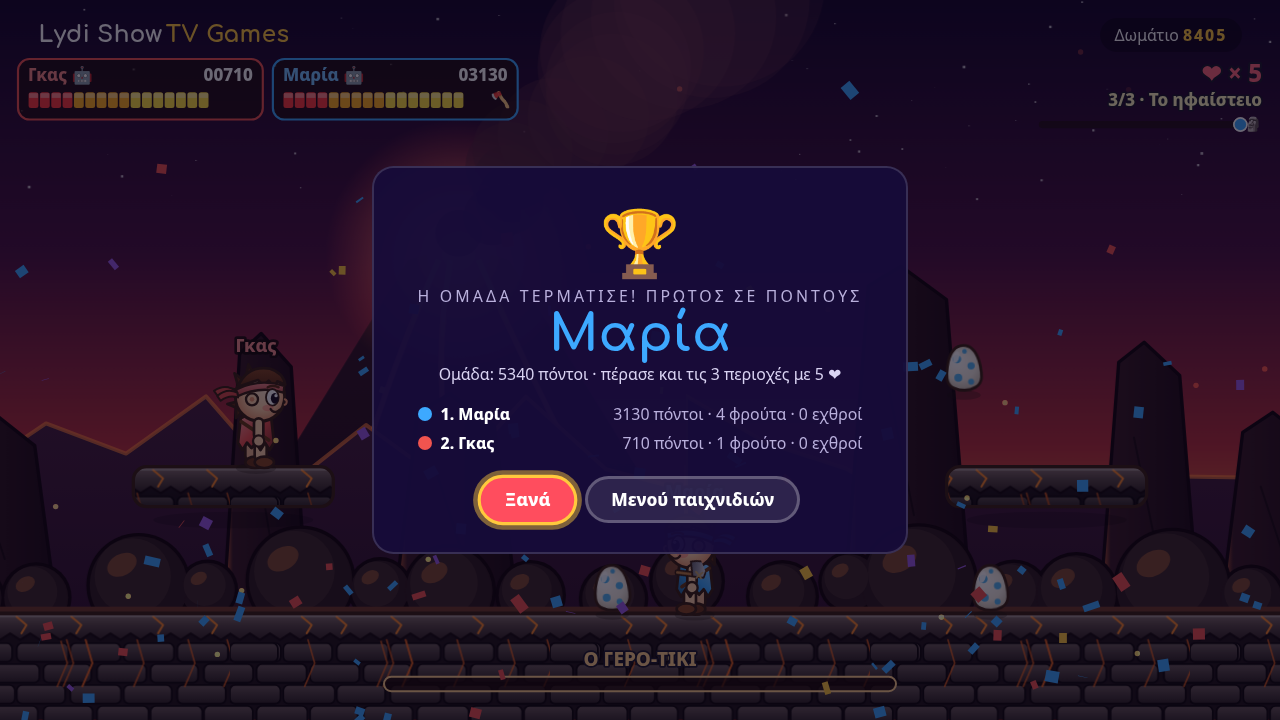 Lydi Show TV Games
Δωμάτιο 8405
Γκας 00710
Μαρία 03130
❤ × 5
3/3 · Το ηφαίστειο
Η ΟΜΑΔΑ ΤΕΡΜΑΤΙΣΕ! ΠΡΩΤΟΣ ΣΕ ΠΟΝΤΟΥΣ
Μαρία
Ομάδα: 5340 πόντοι · πέρασε και τις 3 περιοχές με 5 ❤
1. Μαρία 3130 πόντοι · 4 φρούτα · 0 εχθροί
2. Γκας 710 πόντοι · 1 φρούτο · 0 εχθροί
Ξανά Μενού παιχνιδιών
Γκας
Ο ΓΕΡΟ-ΤΙΚΙ